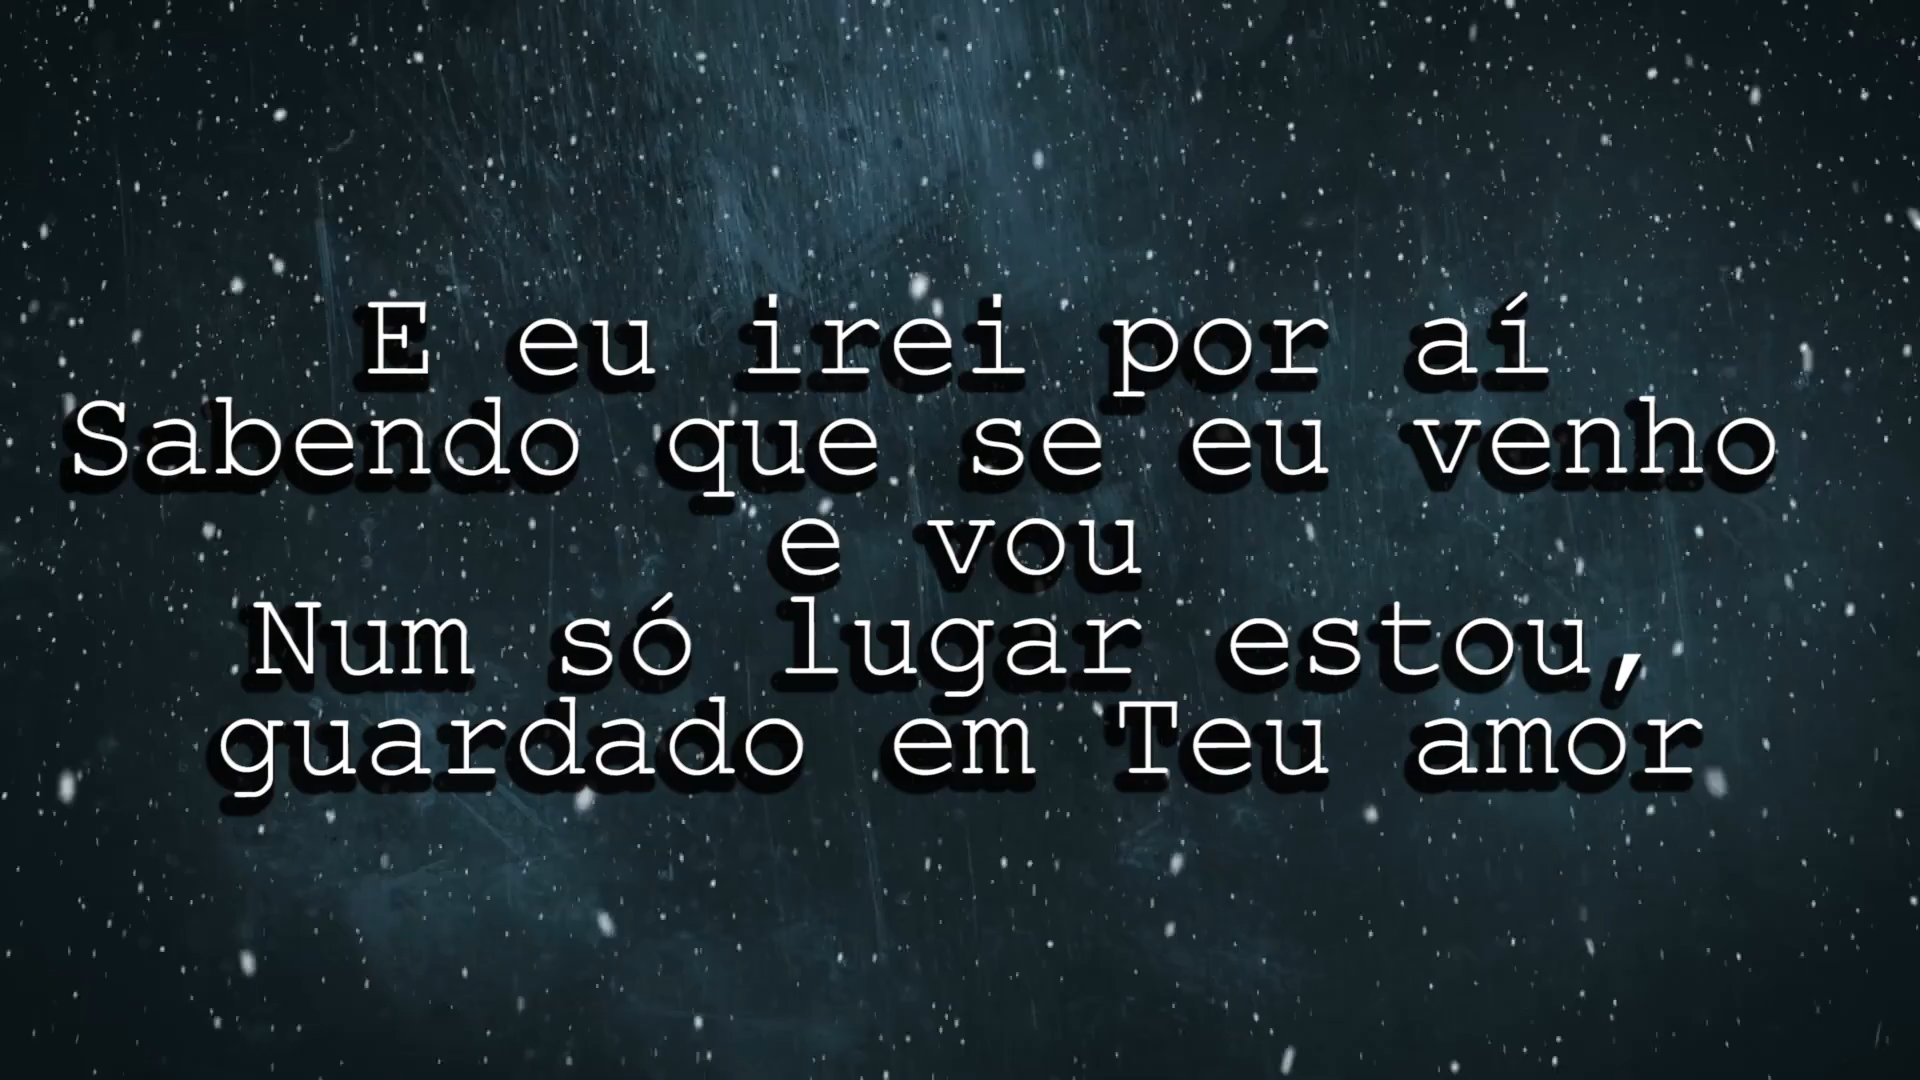 E eu irei por aí
Sabendo que se eu venho
e vou
Num só lugar estou,
guardado em Teu amor